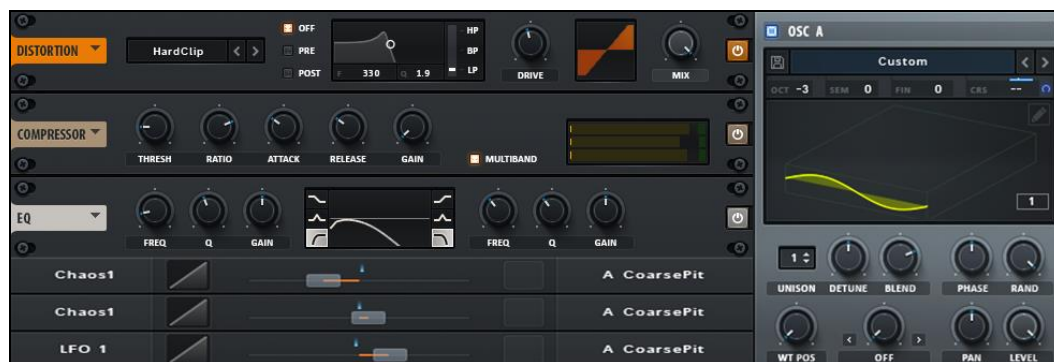 DISTORTION
HardClip
OFF
PRE
POST
F 330 Q 1.9
HP
BP
LP
DRIVE
MIX
COMPRESSOR
THRESH RATIO ATTACK RELEASE GAIN
MULTIBAND
EQ
FREQ Q GAIN
FREQ Q GAIN
Chaos1 A CoarsePit
Chaos1 A CoarsePit
LFO 1 A CoarsePit
OSC A
Custom
OCT -3 SEM 0 FIN 0 CRS --
1
1
UNISON DETUNE BLEND PHASE RAND
WT POS OFF PAN LEVEL